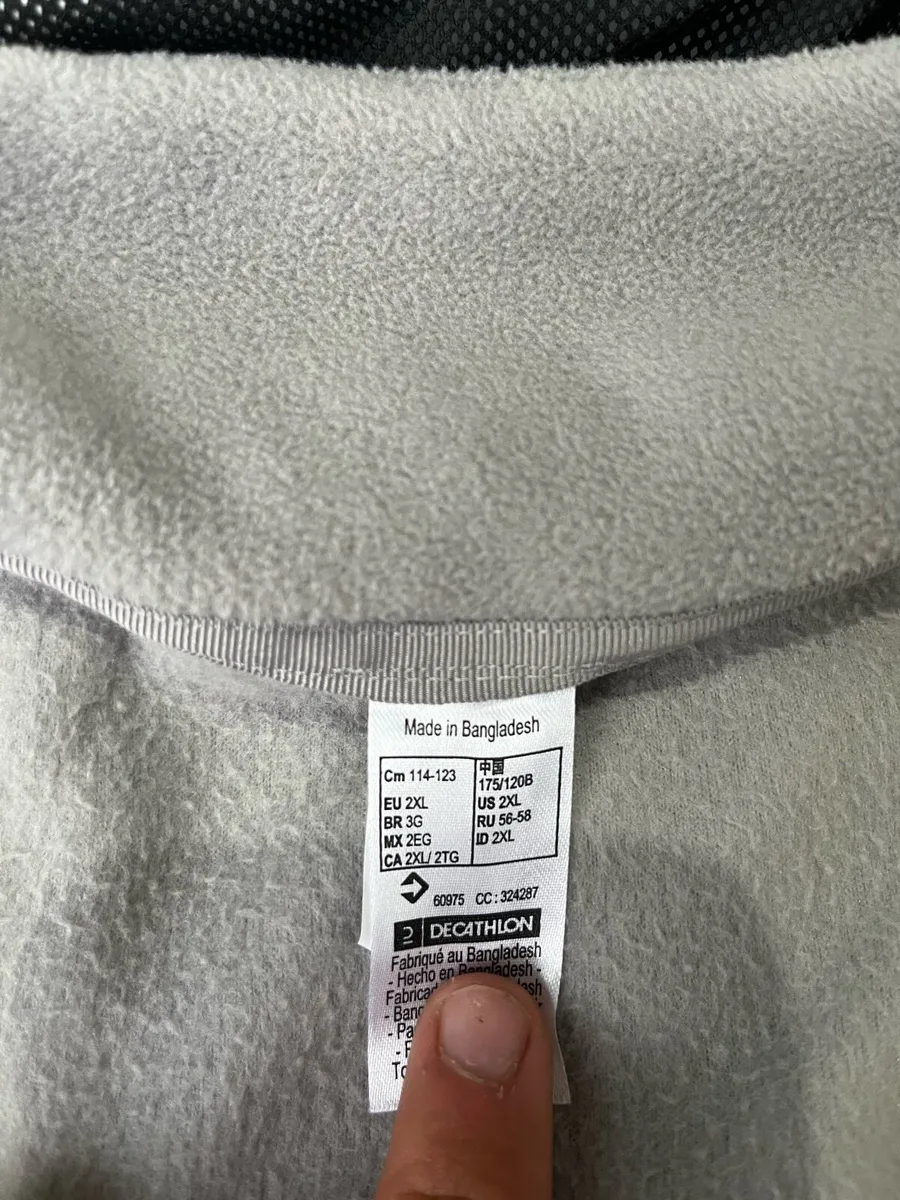 Made in Bangladesh
Cm 114-123
EU 2XL
BR 3G
MX 2EG
CA 2XL/ 2TG
中国
175/120B
US 2XL
RU 56-58
ID 2XL
60975 CC : 324287
DECATHLON
Fabriqué au Bangladesh
- Hecho en Bangladesh -